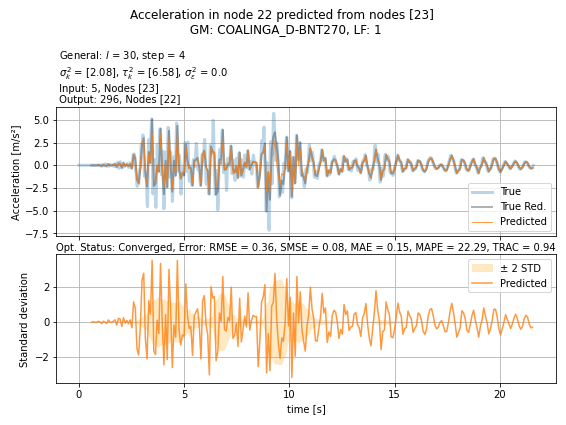 Acceleration in node 22 predicted from nodes [23]
GM: COALINGA_D-BNT270, LF: 1
General: l = 30, step = 4
σ²ₖ = [2.08], τ²ₖ = [6.58], σ²ε = 0.0
Input: 5, Nodes [23]
Output: 296, Nodes [22]
Acceleration [m/s²]
5.0
2.5
0.0
−2.5
−5.0
−7.5
True
True Red.
Predicted
Opt. Status: Converged, Error: RMSE = 0.36, SMSE = 0.08, MAE = 0.15, MAPE = 22.29, TRAC = 0.94
Standard deviation
2
0
−2
± 2 STD
Predicted
0 5 10 15 20
time [s]